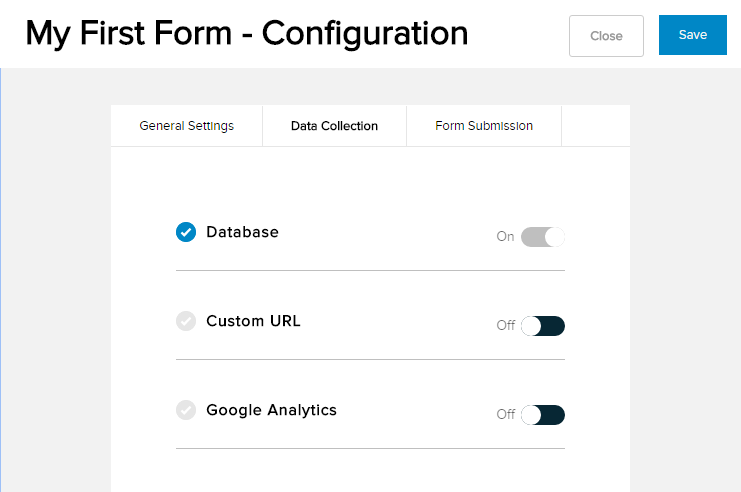 My First Form - Configuration
Close
Save
General Settings
Data Collection
Form Submission
Database
On
Custom URL
Off
Google Analytics
Off